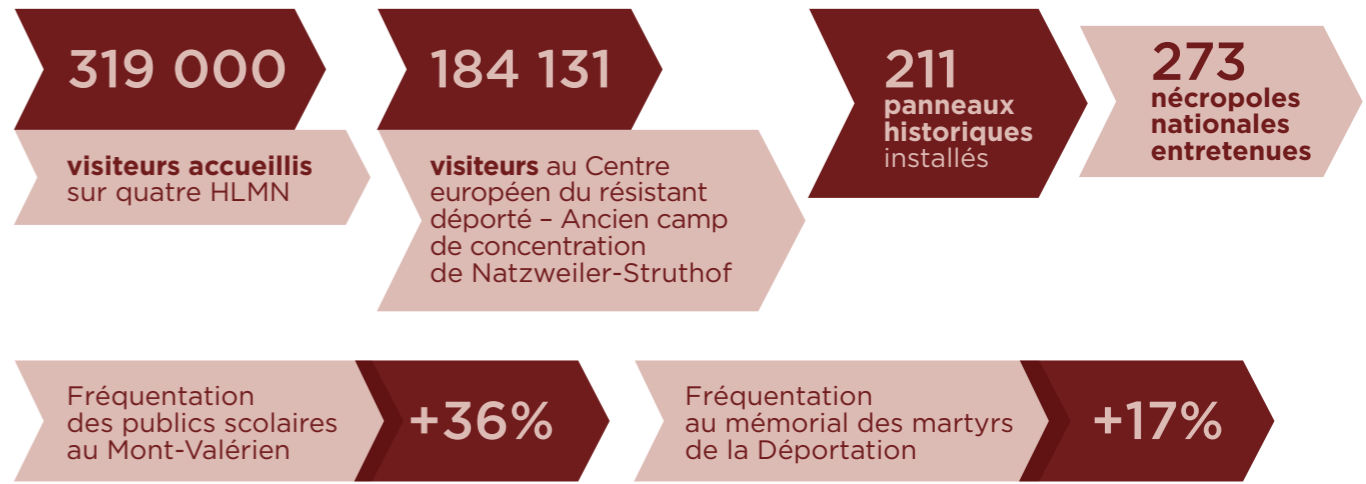 319 000
visiteurs accueillis
sur quatre HLMN
184 131
visiteurs au Centre
européen du résistant
déporté – Ancien camp
de concentration
de Natzweiler-Struthof
211
panneaux
historiques
installés
273
nécropoles
nationales
entretenues
Fréquentation
des publics scolaires
au Mont-Valérien
+36%
Fréquentation
au mémorial des martyrs
de la Déportation
+17%